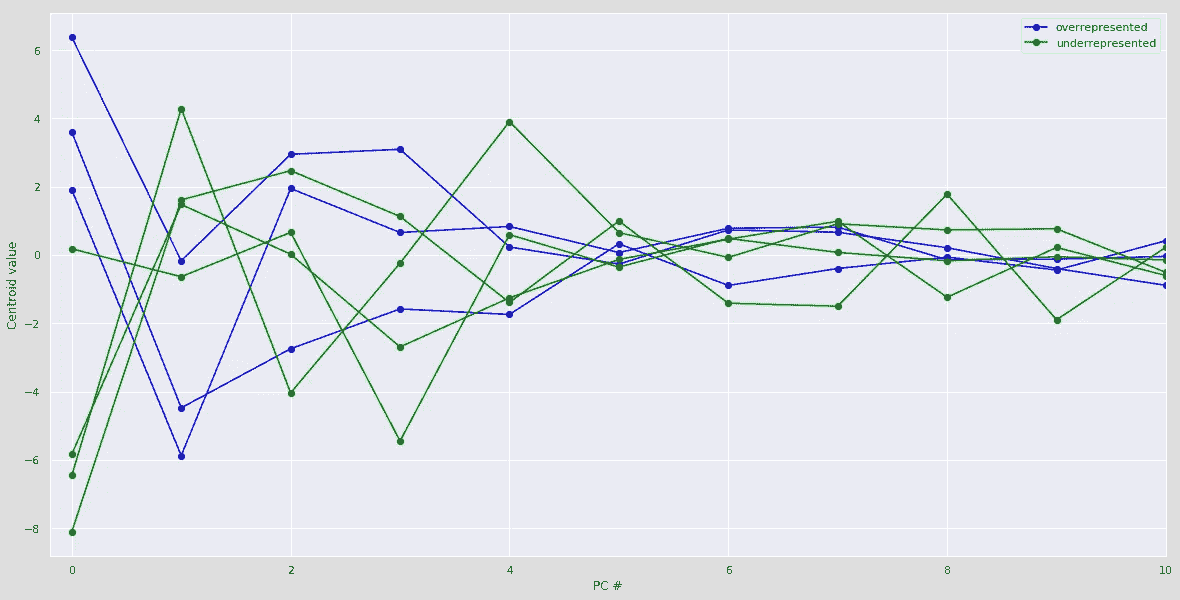 overrepresented
underrepresented
6
4
2
0
−2
−4
−6
−8
Centroid value
0 2 4 6 8 10
PC #